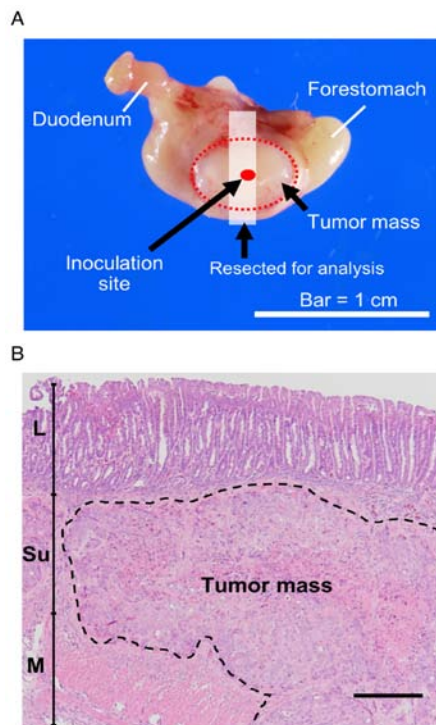 A
Duodenum
Forestomach
Tumor mass
Inoculation
site
Resected for analysis
Bar = 1 cm
B
L
Su
Tumor mass
M